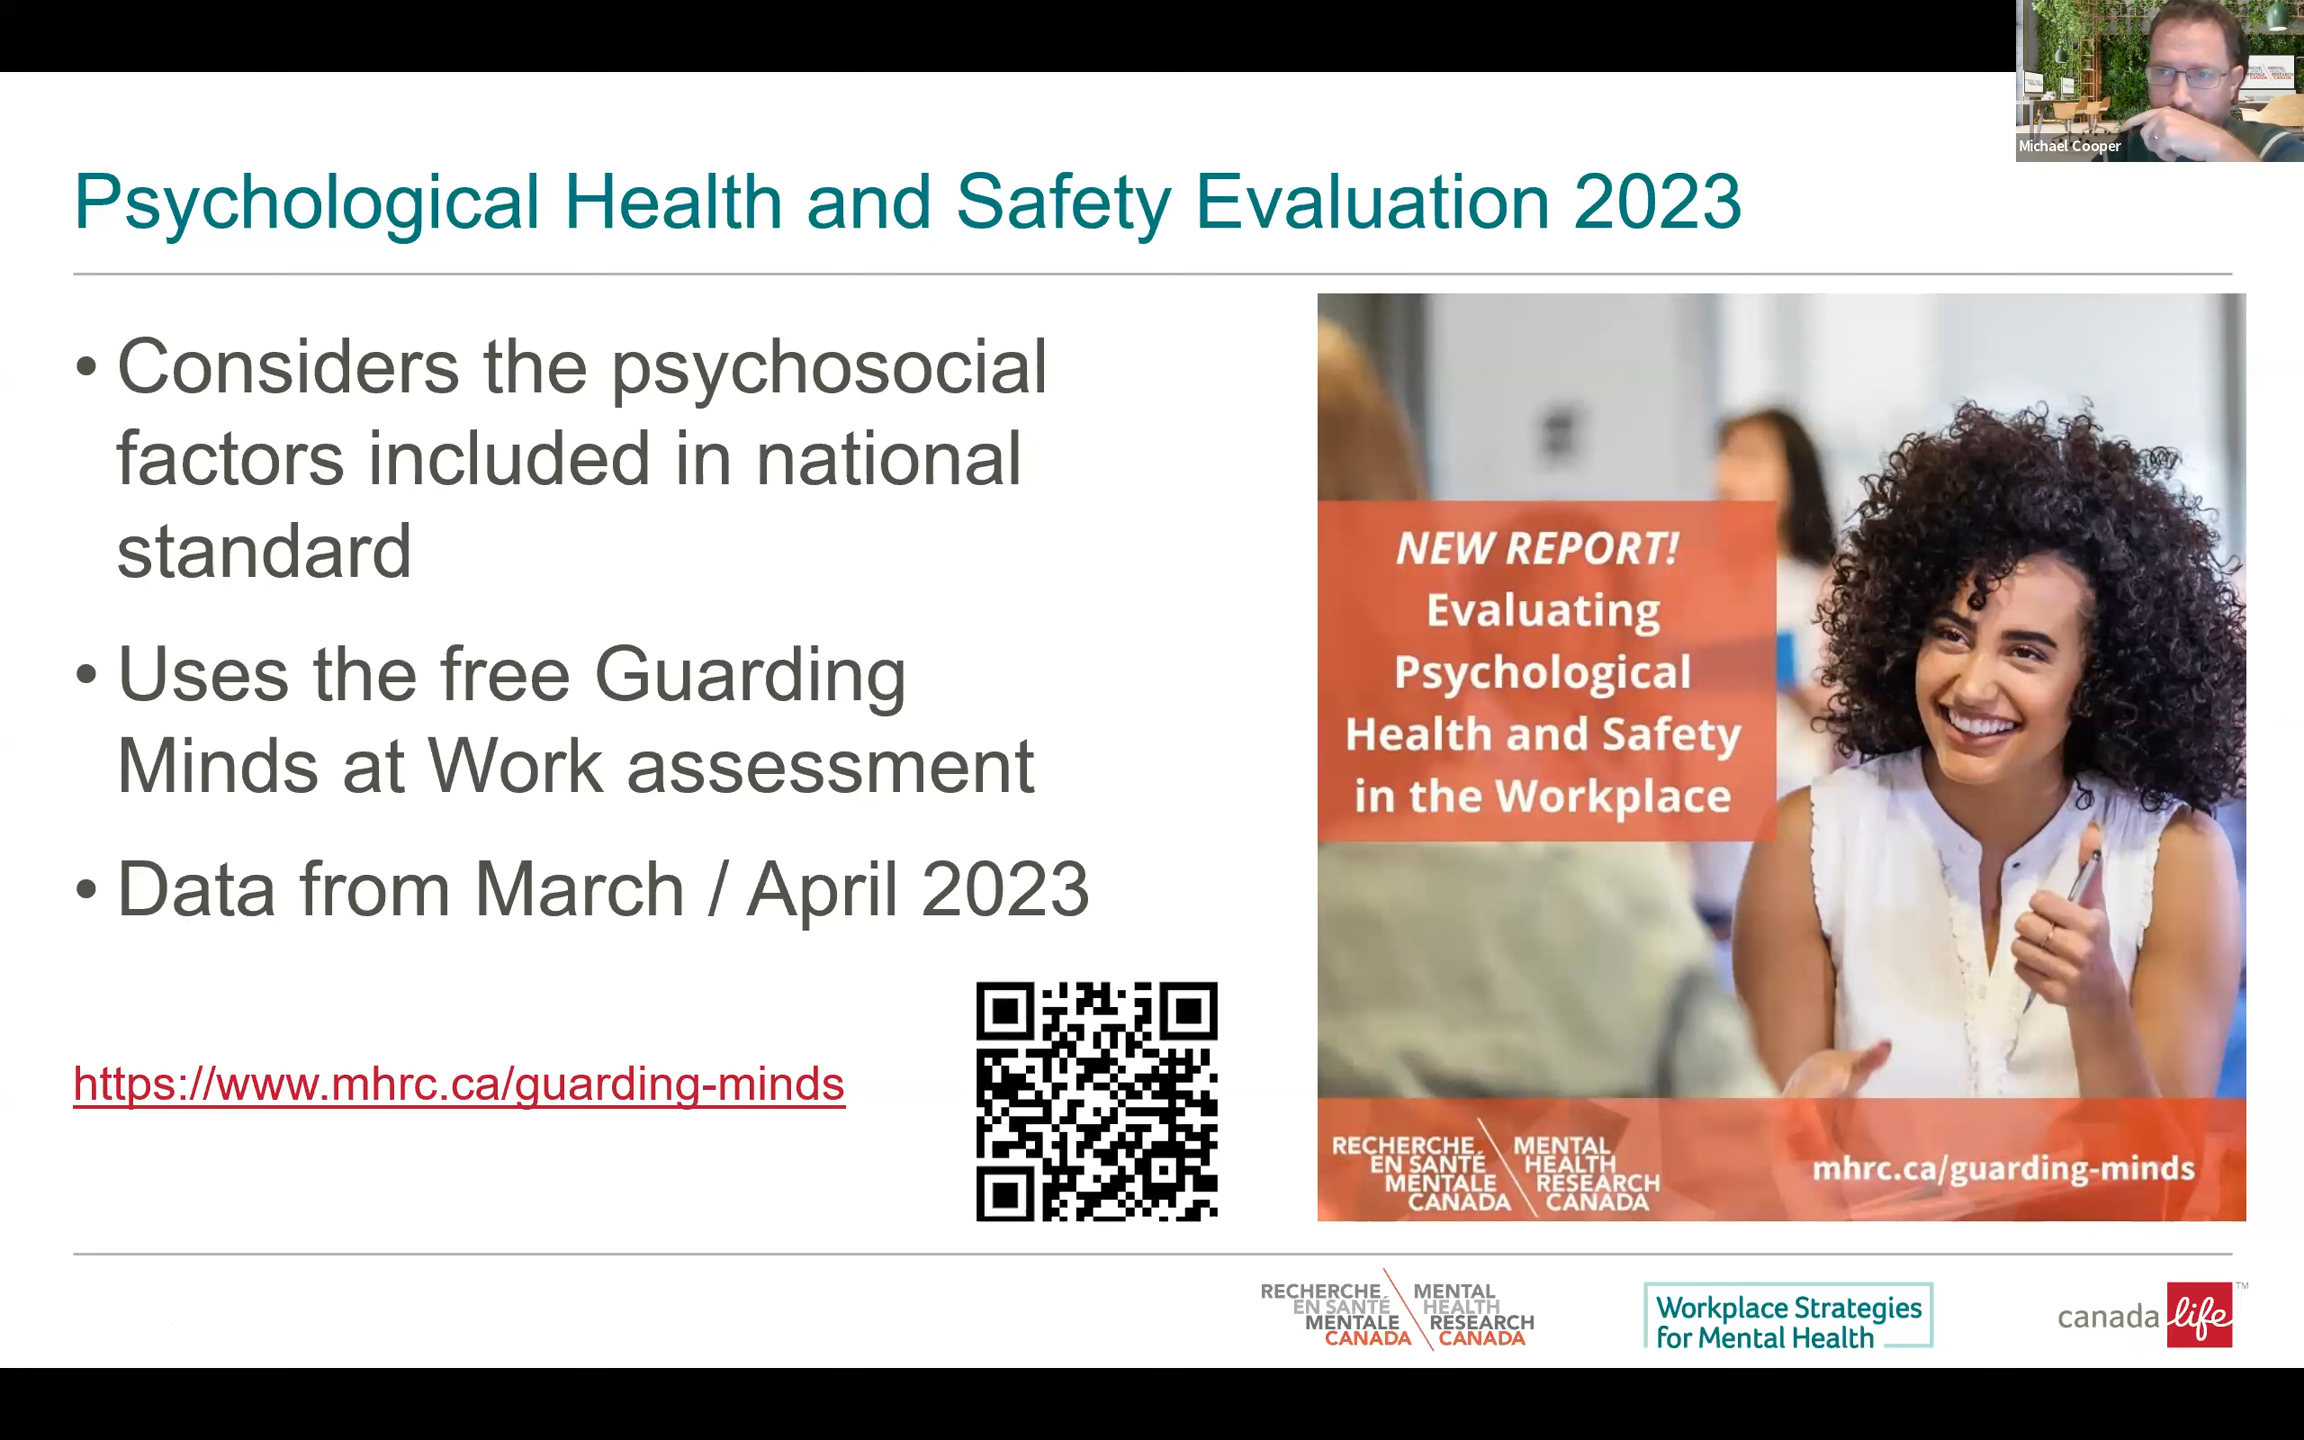 Michael Cooper
Psychological Health and Safety Evaluation 2023
• Considers the psychosocial
factors included in national
standard
• Uses the free Guarding
Minds at Work assessment
• Data from March / April 2023
https://www.mhrc.ca/guarding-minds
NEW REPORT!
Evaluating
Psychological
Health and Safety
in the Workplace
RECHERCHE
EN SANTÉ
MENTALE
CANADA
MENTAL
HEALTH
RESEARCH
CANADA
mhrc.ca/guarding-minds
RECHERCHE
EN SANTÉ
MENTALE
CANADA
MENTAL
HEALTH
RESEARCH
CANADA
Workplace Strategies
for Mental Health
canada life™